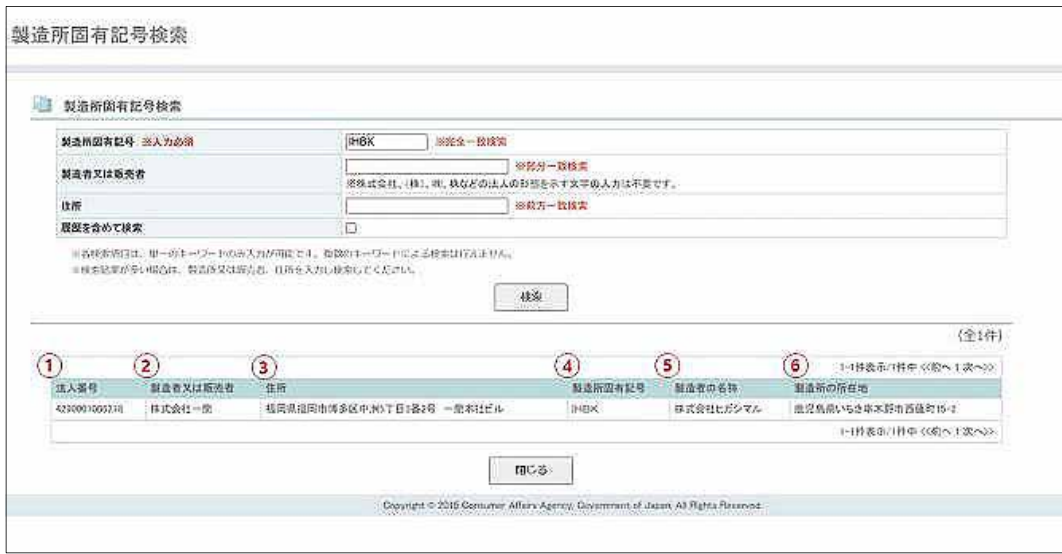 製造所固有記号検索
製造所固有記号検索
製造所固有記号 ※入力必須
IHBK ※完全一致検索
製造者又は販売者
※部分一致検索
※株式会社、(株)、㈱、㍿などの法人の形態を示す文字の入力は不要です。
住所
※前方一致検索
履歴を含めて検索
※各検索項目は、単一のキーワードのみ入力が可能です。複数のキーワードによる検索は行えません。
※検索結果が多い場合は、製造所又は販売者、住所を入力し検索してください。
検索
(全1件)
① ② ③ ④ ⑤ ⑥
1-1件表示/1件中 <<前へ 1 次へ>>
法人番号 製造者又は販売者 住所 製造所固有記号 製造者の名称 製造所の所在地
株式会社一蘭 福岡県福岡市博多区中洲5丁目3番2号 一蘭本社ビル IHBK 株式会社ヒガシマル 鹿児島県いちき串木野市西薩町16-2
1-1件表示/1件中 <<前へ 1 次へ>>
閉じる
Copyright © 2015 Consumer Affairs Agency, Government of Japan, All Rights Reserved.